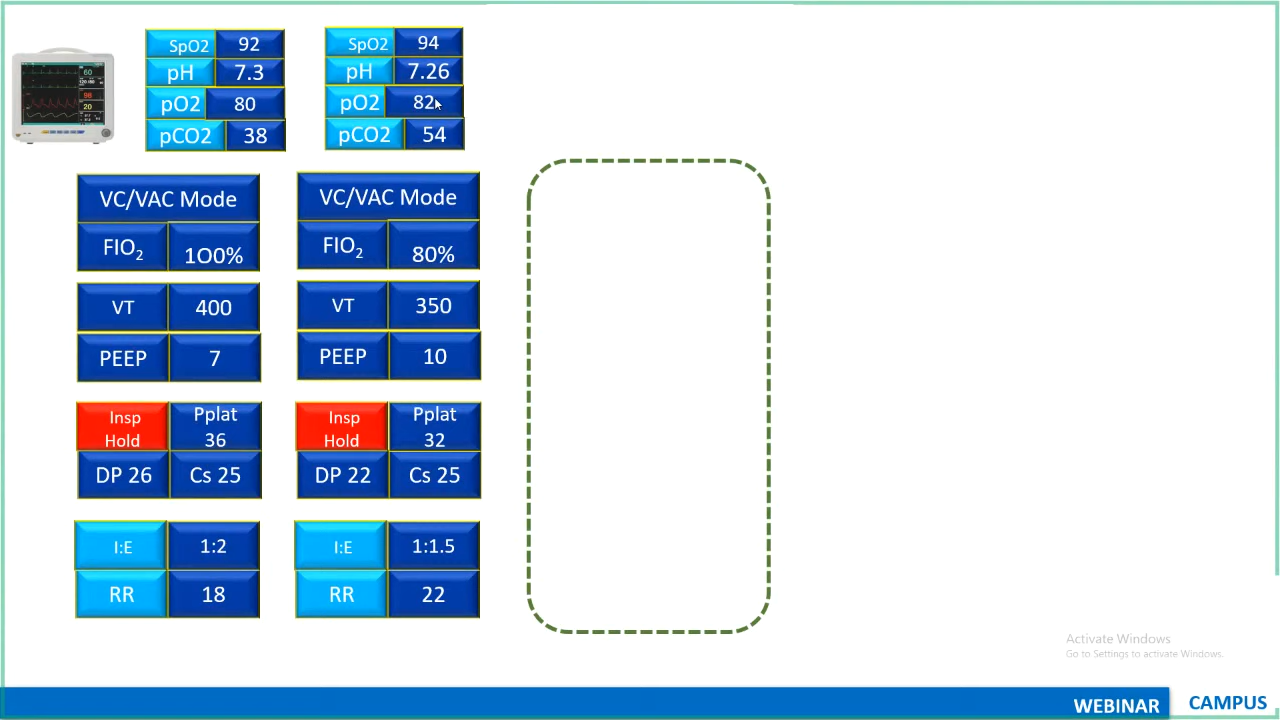 SpO2 92
pH 7.3
pO2 80
pCO2 38
SpO2 94
pH 7.26
pO2 82
pCO2 54
VC/VAC Mode
FIO2 1O0%
VT 400
PEEP 7
Insp Hold
Pplat 36
DP 26 Cs 25
I:E 1:2
RR 18
VC/VAC Mode
FIO2 80%
VT 350
PEEP 10
Insp Hold
Pplat 32
DP 22 Cs 25
I:E 1:1.5
RR 22
60
98
20
Activate Windows
Go to Settings to activate Windows.
WEBINAR CAMPUS